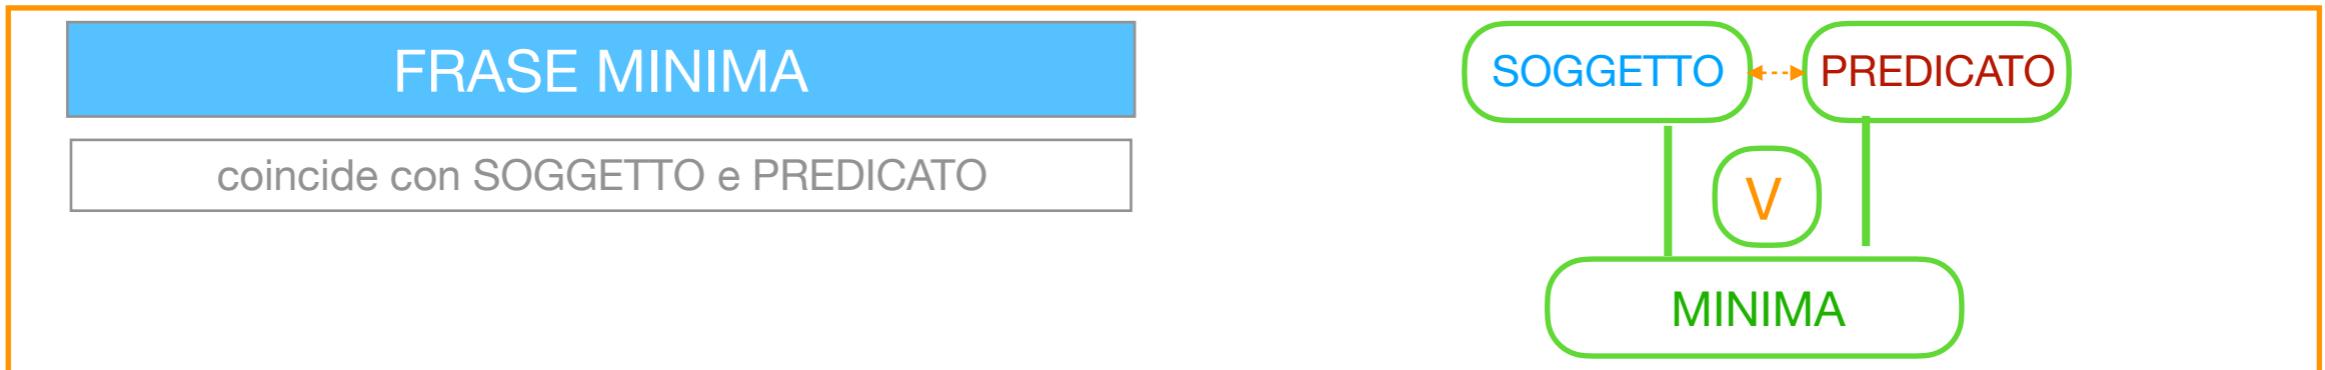 FRASE MINIMA
coincide con SOGGETTO e PREDICATO
SOGGETTO PREDICATO
V
MINIMA